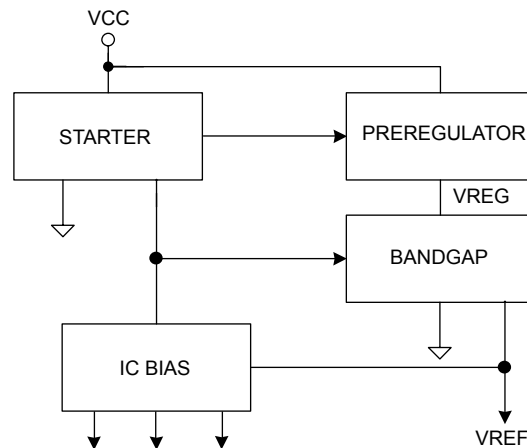 VCC
STARTER
PREREGULATOR
VREG
BANDGAP
IC BIAS
VREF